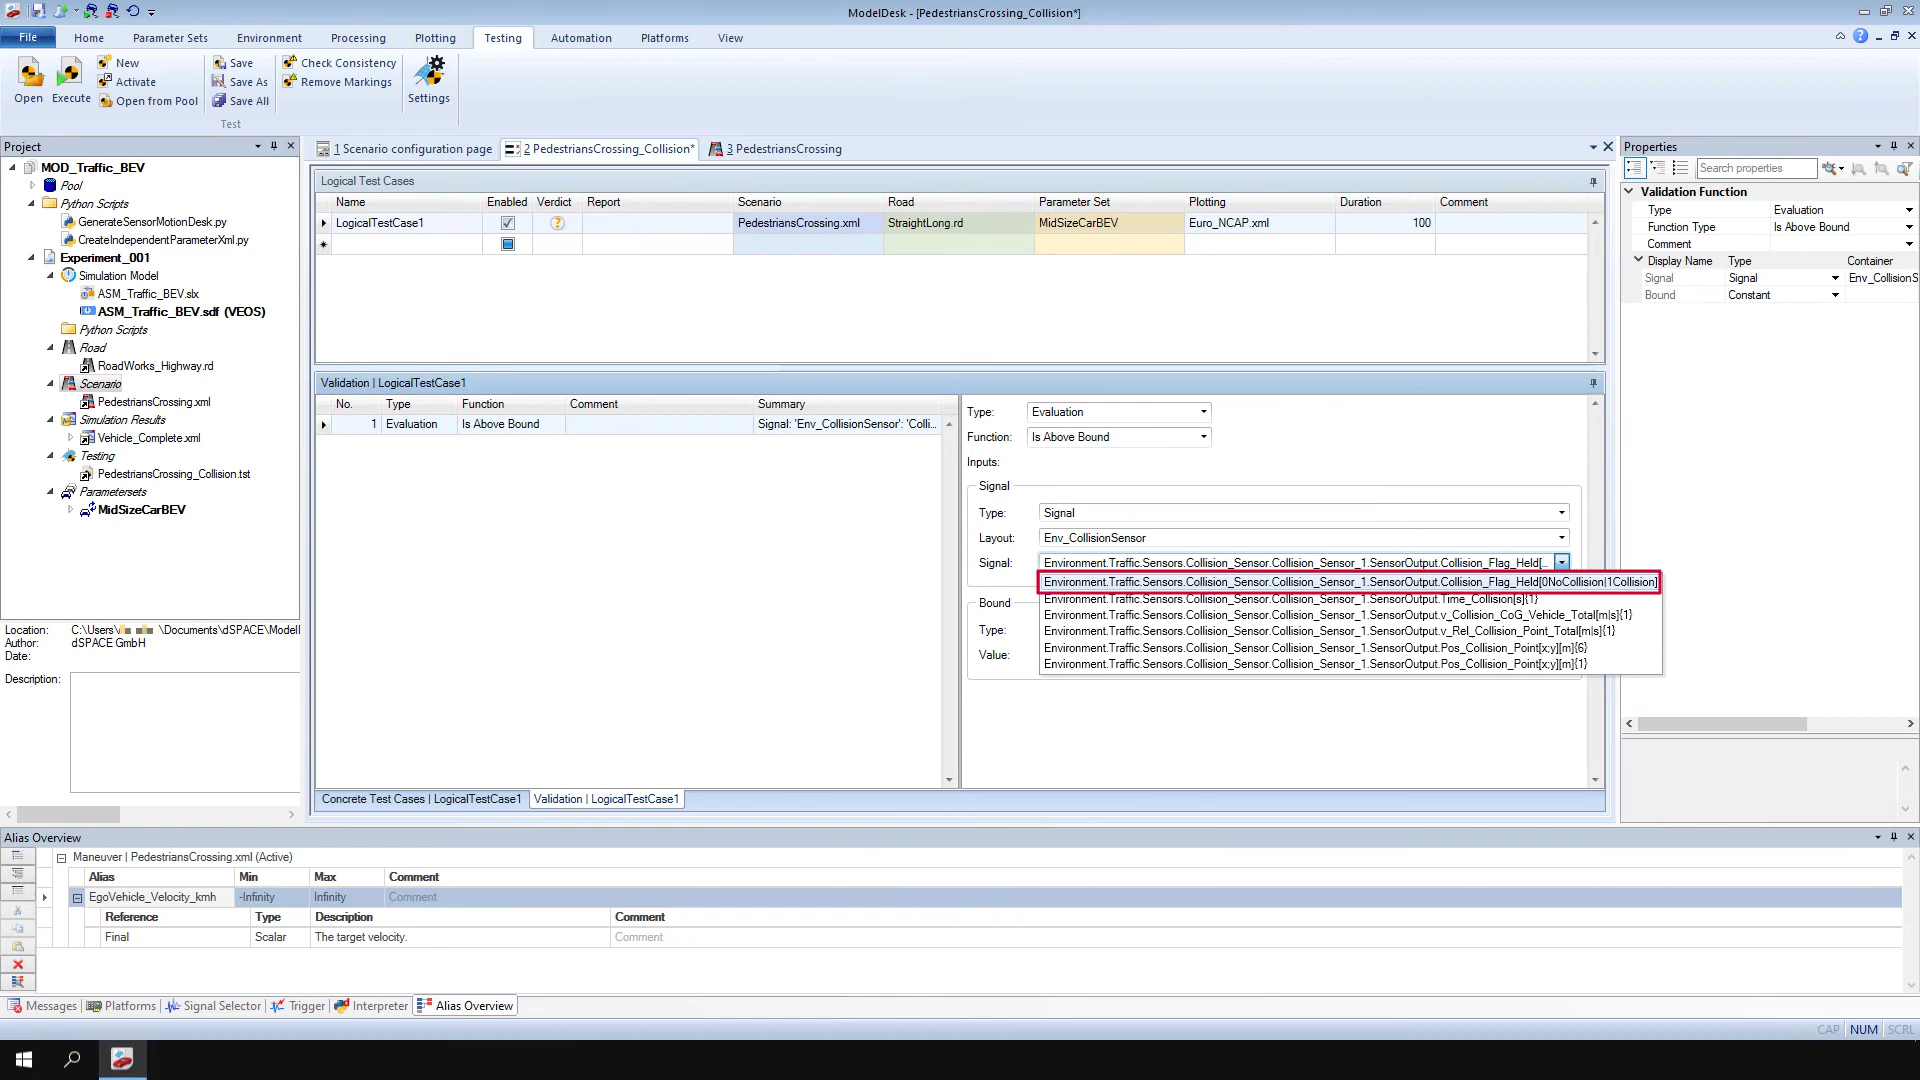 ModelDesk - [PedestriansCrossing_Collision*]
File
Home
Parameter Sets
Environment
Processing
Plotting
Testing
Automation
Platforms
View
Open
Execute
New
Activate
Open from Pool
Save
Save As
Save All
Check Consistency
Remove Markings
Settings
Test
Project
MOD_Traffic_BEV
Pool
Python Scripts
GenerateSensorMotionDesk.py
CreateIndependentParameterXml.py
Experiment_001
Simulation Model
ASM_Traffic_BEV.slx
ASM_Traffic_BEV.sdf (VEOS)
Python Scripts
Road
RoadWorks_Highway.rd
Scenario
PedestriansCrossing.xml
Simulation Results
Vehicle_Complete.xml
Testing
PedestriansCrossing_Collision.tst
Parametersets
MidSizeCarBEV
Location: C:\Users\ \Documents\dSPACE\Modell
Author: dSPACE GmbH
Date:
Description:
1 Scenario configuration page
2 PedestriansCrossing_Collision*
3 PedestriansCrossing
Logical Test Cases
Name Enabled Verdict Report Scenario Road Parameter Set Plotting Duration Comment
LogicalTestCase1 PedestriansCrossing.xml StraightLong.rd MidSizeCarBEV Euro_NCAP.xml 100
Validation | LogicalTestCase1
No. Type Function Comment Summary
1 Evaluation Is Above Bound Signal: 'Env_CollisionSensor': 'Colli...
Type: Evaluation
Function: Is Above Bound
Inputs:
Signal
Type: Signal
Layout: Env_CollisionSensor
Signal: Environment.Traffic.Sensors.Collision_Sensor.Collision_Sensor_1.SensorOutput.Collision_Flag_Held[...
Environment.Traffic.Sensors.Collision_Sensor.Collision_Sensor_1.SensorOutput.Collision_Flag_Held[0NoCollision|1Collision]
Environment.Traffic.Sensors.Collision_Sensor.Collision_Sensor_1.SensorOutput.Time_Collision[s]{1}
Environment.Traffic.Sensors.Collision_Sensor.Collision_Sensor_1.SensorOutput.v_Collision_CoG_Vehicle_Total[m|s]{1}
Environment.Traffic.Sensors.Collision_Sensor.Collision_Sensor_1.SensorOutput.v_Rel_Collision_Point_Total[m|s]{1}
Environment.Traffic.Sensors.Collision_Sensor.Collision_Sensor_1.SensorOutput.Pos_Collision_Point[x;y][m]{6}
Environment.Traffic.Sensors.Collision_Sensor.Collision_Sensor_1.SensorOutput.Pos_Collision_Point[x;y][m]{1}
Bound
Type:
Value:
Concrete Test Cases | LogicalTestCase1
Validation | LogicalTestCase1
Properties
Search properties
Validation Function
Type Evaluation
Function Type Is Above Bound
Comment
Display Name Type Container
Signal Signal Env_CollisionS
Bound Constant
Alias Overview
Maneuver | PedestriansCrossing.xml (Active)
Alias Min Max Comment
EgoVehicle_Velocity_kmh -Infinity Infinity Comment
Reference Type Description Comment
Final Scalar The target velocity. Comment
Messages
Platforms
Signal Selector
Trigger
Interpreter
Alias Overview
CAP NUM SCRL